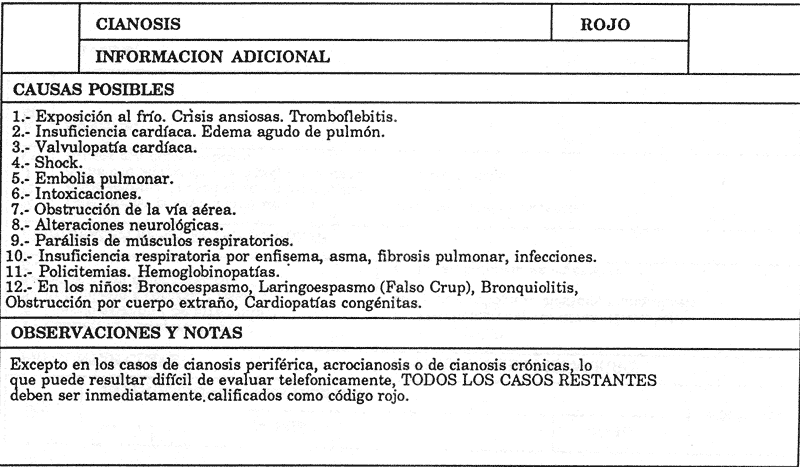 CIANOSIS
ROJO
INFORMACION ADICIONAL
CAUSAS POSIBLES
1.- Exposición al frío. Crisis ansiosas. Tromboflebitis.
2.- Insuficiencia cardíaca. Edema agudo de pulmón.
3.- Valvulopatía cardíaca.
4.- Shock.
5.- Embolia pulmonar.
6.- Intoxicaciones.
7.- Obstrucción de la vía aérea.
8.- Alteraciones neurológicas.
9.- Parálisis de músculos respiratorios.
10.- Insuficiencia respiratoria por enfisema, asma, fibrosis pulmonar, infecciones.
11.- Policitemias. Hemoglobinopatías.
12.- En los niños: Broncoespasmo, Laringoespasmo (Falso Crup), Bronquiolitis,
Obstrucción por cuerpo extraño, Cardiopatías congénitas.
OBSERVACIONES Y NOTAS
Excepto en los casos de cianosis periférica, acrocianosis o de cianosis crónicas, lo
que puede resultar difícil de evaluar telefonicamente, TODOS LOS CASOS RESTANTES
deben ser inmediatamente.calificados como código rojo.